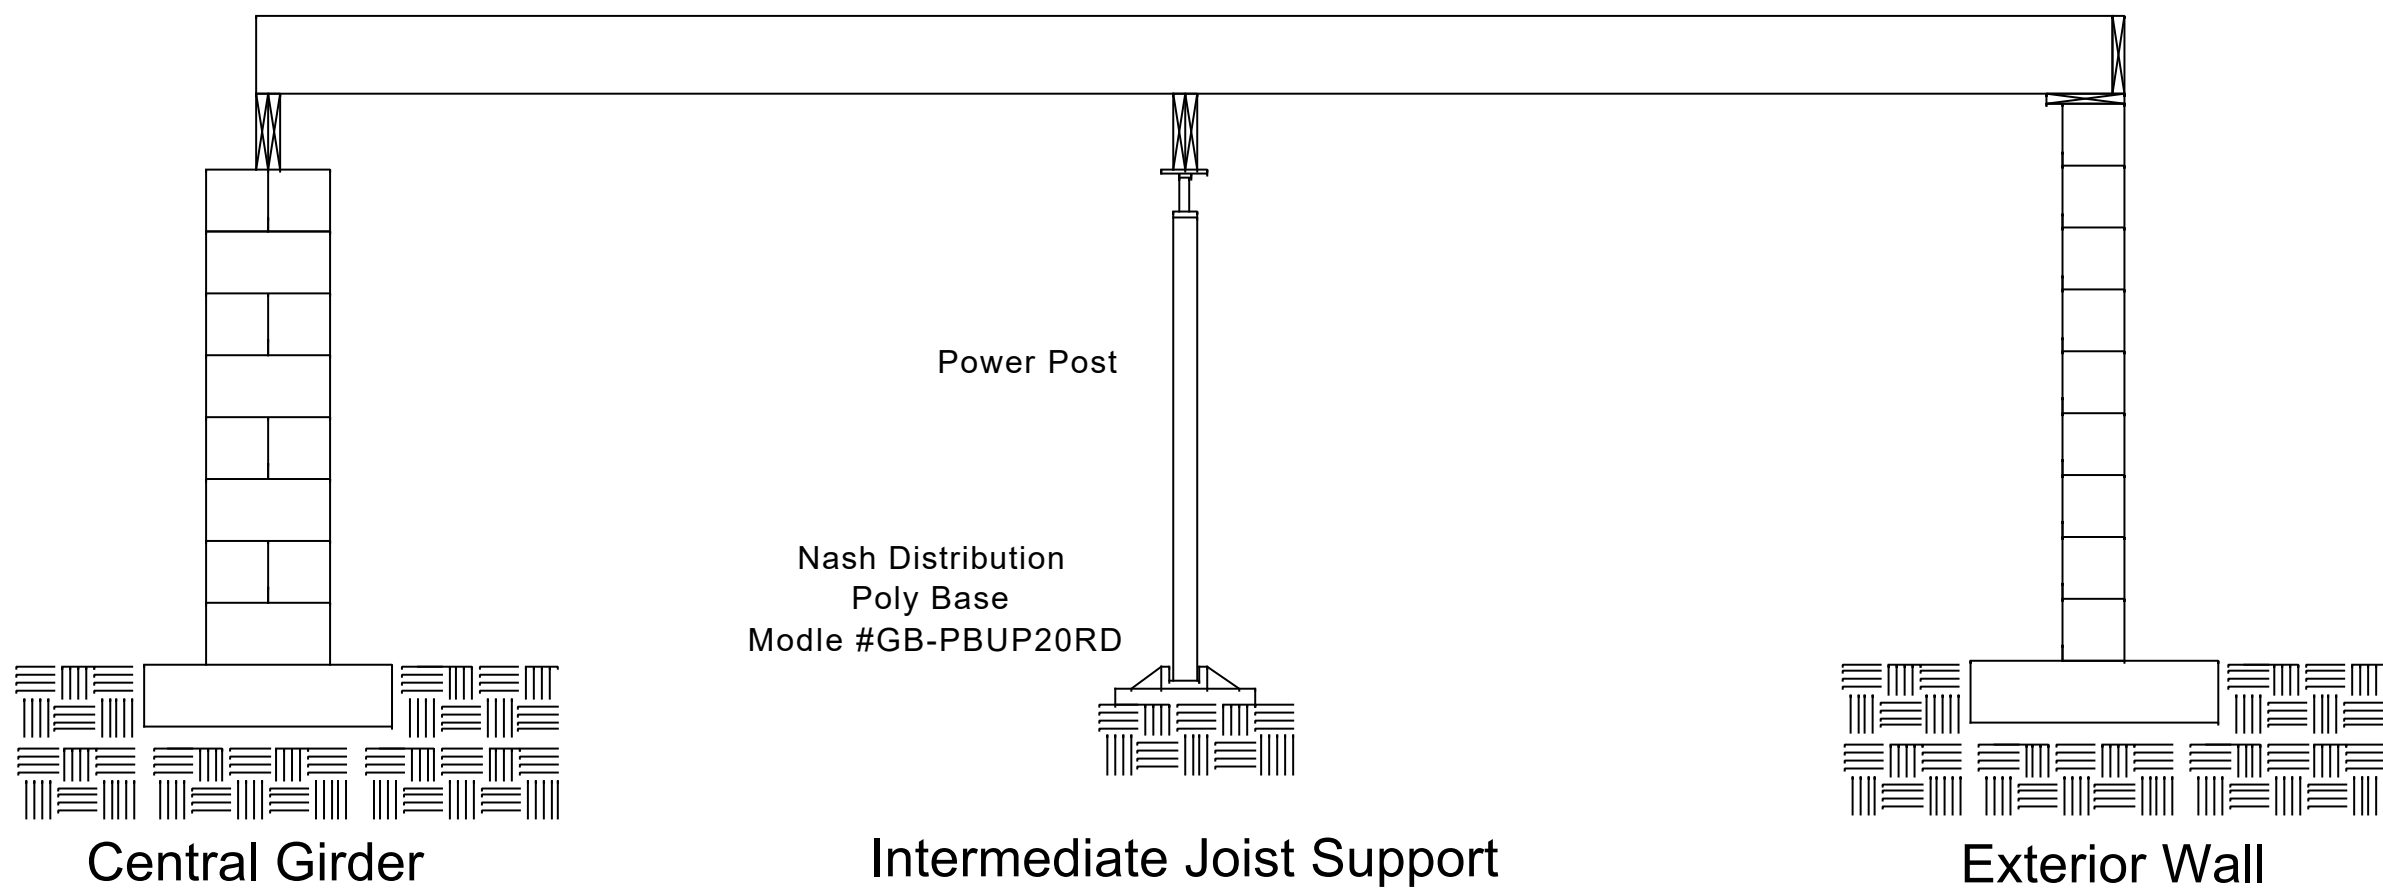 Power Post
Nash Distribution
Poly Base
Modle #GB-PBUP20RD
Central Girder
Intermediate Joist Support
Exterior Wall